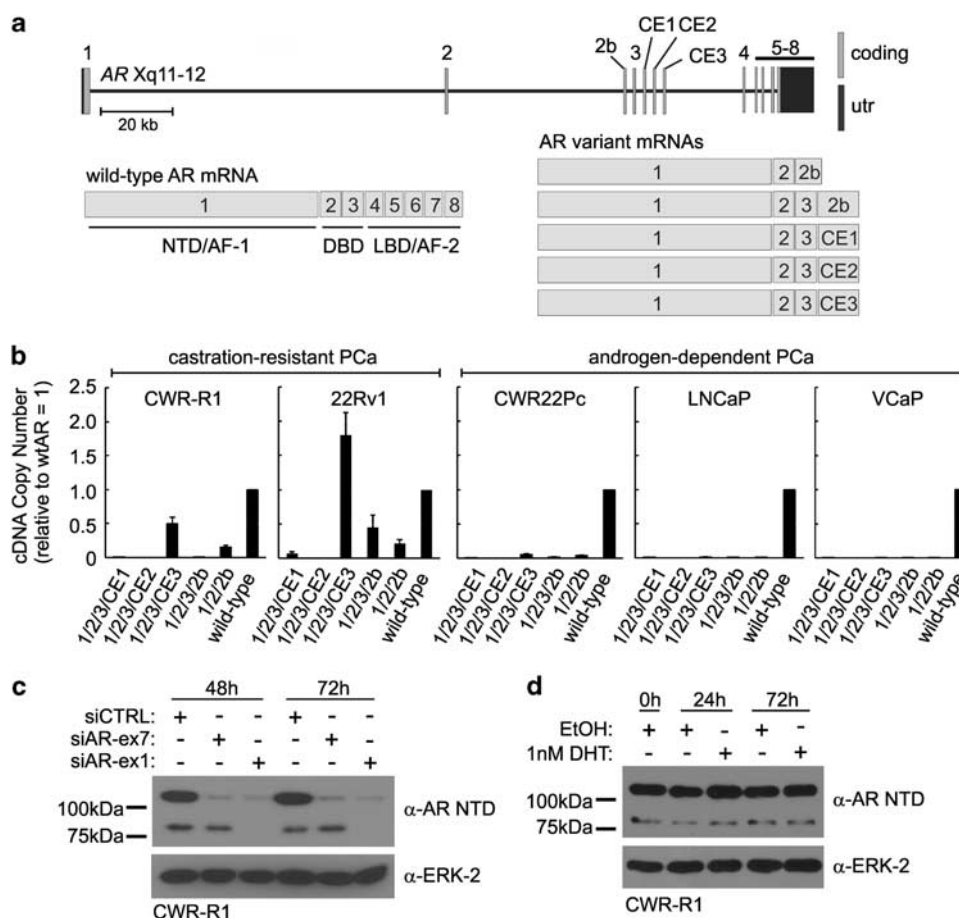 a
1 2 2b 3 CE1 CE2 CE3 4 5-8
AR Xq11-12
20 kb
coding
utr
wild-type AR mRNA
1 2 3 4 5 6 7 8
NTD/AF-1 DBD LBD/AF-2
AR variant mRNAs
1 2 2b
1 2 3 2b
1 2 3 CE1
1 2 3 CE2
1 2 3 CE3
b
castration-resistant PCa androgen-dependent PCa
CWR-R1 22Rv1 CWR22Pc LNCaP VCaP
cDNA Copy Number
(relative to wtAR = 1)
2.5
2.0
1.5
1.0
0.5
0
1/2/3/CE1 1/2/3/CE2 1/2/3/CE3 1/2/3/2b 1/2/2b wild-type
1/2/3/CE1 1/2/3/CE2 1/2/3/CE3 1/2/3/2b 1/2/2b wild-type
1/2/3/CE1 1/2/3/CE2 1/2/3/CE3 1/2/3/2b 1/2/2b wild-type
1/2/3/CE1 1/2/3/CE2 1/2/3/CE3 1/2/3/2b 1/2/2b wild-type
1/2/3/CE1 1/2/3/CE2 1/2/3/CE3 1/2/3/2b 1/2/2b wild-type
c
48h 72h
siCTRL: + - - + - -
siAR-ex7: - + - - + -
siAR-ex1: - - + - - +
100kDa
75kDa
α-AR NTD
α-ERK-2
CWR-R1
d
0h 24h 72h
EtOH: + + - + -
1nM DHT: - - + - +
100kDa
75kDa
α-AR NTD
α-ERK-2
CWR-R1